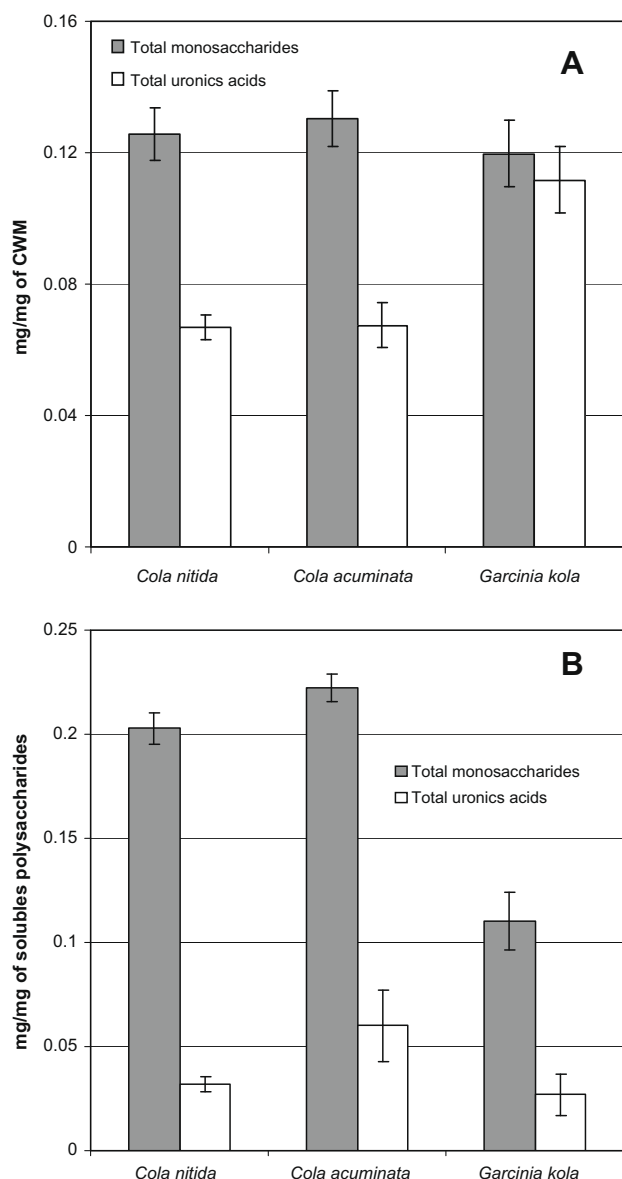 0.16
Total monosaccharides
A
Total uronics acids
0.12
0.08
0.04
0
mg/mg of CWM
Cola nitida Cola acuminata Garcinia kola
0.25
B
0.2
Total monosaccharides
Total uronics acids
0.15
0.1
0.05
0
mg/mg of solubles polysaccharides
Cola nitida Cola acuminata Garcinia kola